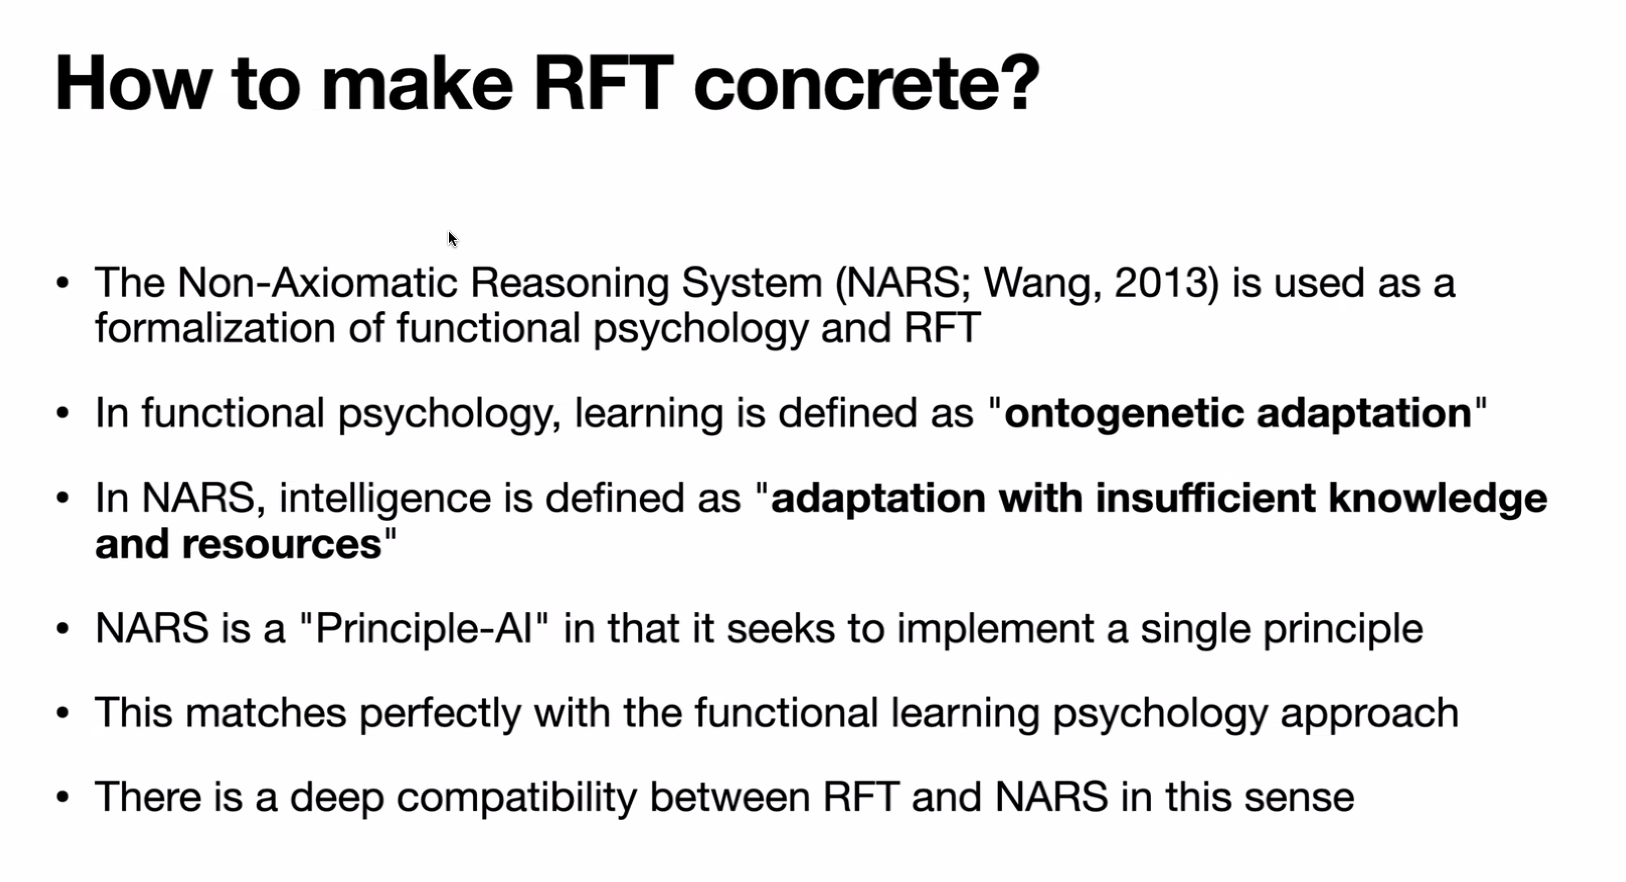 How to make RFT concrete?
• The Non-Axiomatic Reasoning System (NARS; Wang, 2013) is used as a
formalization of functional psychology and RFT
• In functional psychology, learning is defined as "ontogenetic adaptation"
• In NARS, intelligence is defined as "adaptation with insufficient knowledge
and resources"
• NARS is a "Principle-AI" in that it seeks to implement a single principle
• This matches perfectly with the functional learning psychology approach
• There is a deep compatibility between RFT and NARS in this sense